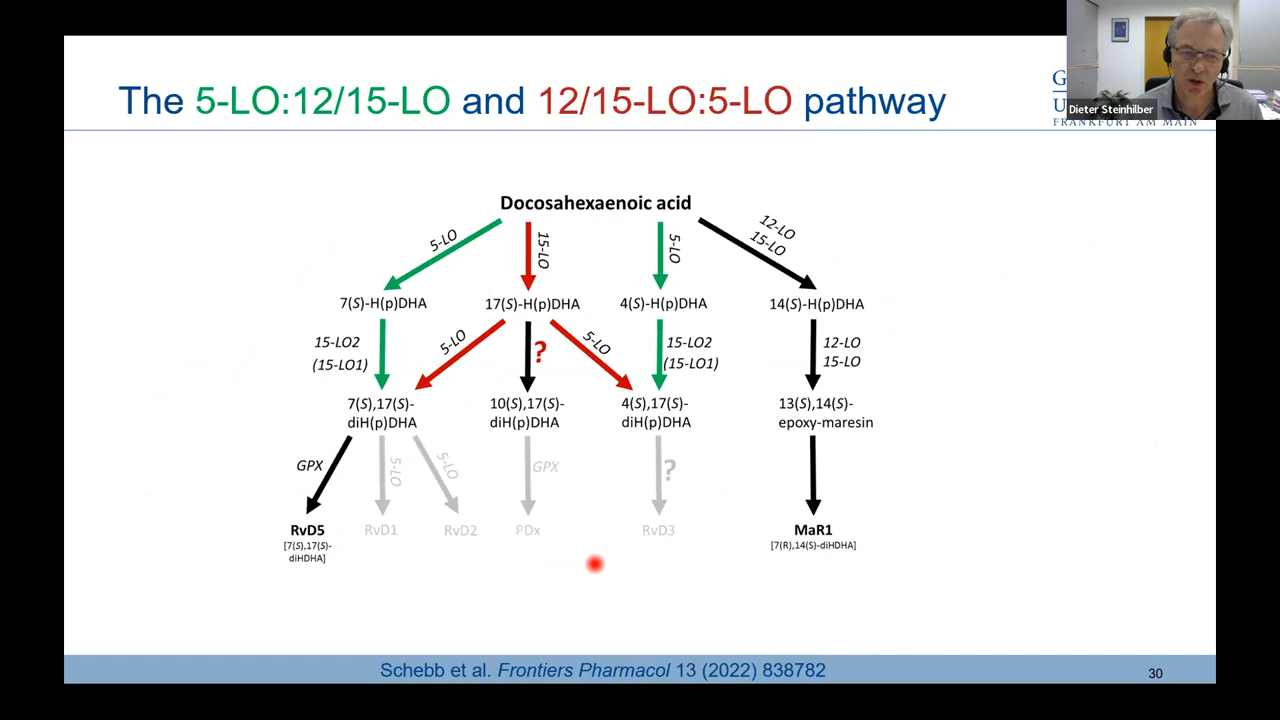 The 5-LO:12/15-LO and 12/15-LO:5-LO pathway
G
U
FRANKFURT AM MAIN
Dieter Steinhilber
Docosahexaenoic acid
5-LO
15-LO
5-LO
12-LO
15-LO
7(S)-H(p)DHA
17(S)-H(p)DHA
4(S)-H(p)DHA
14(S)-H(p)DHA
15-LO2
(15-LO1)
5-LO
?
5-LO
15-LO2
(15-LO1)
12-LO
15-LO
7(S),17(S)-
diH(p)DHA
10(S),17(S)-
diH(p)DHA
4(S),17(S)-
diH(p)DHA
13(S),14(S)-
epoxy-maresin
GPX
5-LO
5-LO
GPX
?
RvD5
[7(S),17(S)-
diHDHA]
RvD1
RvD2
PDx
RvD3
MaR1
[7(R),14(S)-diHDHA]
Schebb et al. Frontiers Pharmacol 13 (2022) 838782
30